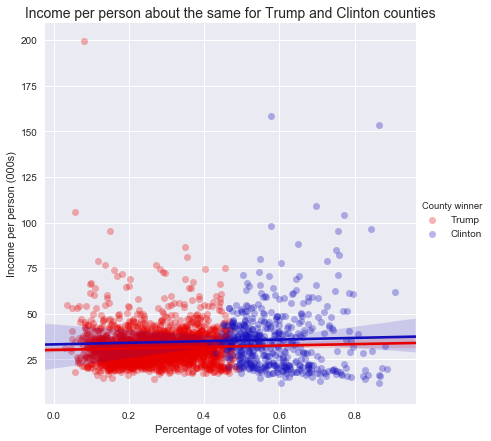 Income per person about the same for Trump and Clinton counties
200
175
150
125
100
75
50
25
Income per person (000s)
0.0 0.2 0.4 0.6 0.8
Percentage of votes for Clinton
County winner
Trump
Clinton